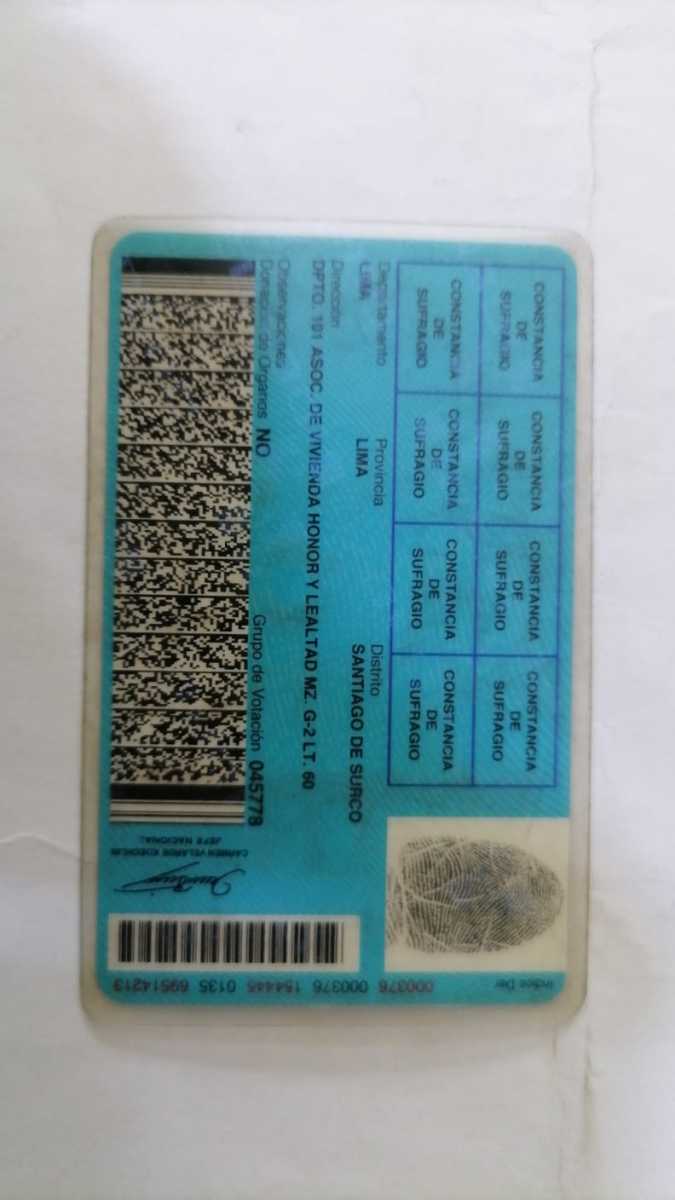 CONSTANCIA CONSTANCIA CONSTANCIA CONSTANCIA
DE DE DE DE
SUFRAGIO SUFRAGIO SUFRAGIO SUFRAGIO
CONSTANCIA CONSTANCIA CONSTANCIA CONSTANCIA
DE DE DE DE
SUFRAGIO SUFRAGIO SUFRAGIO SUFRAGIO
Departamento Provincia Distrito
LIMA LIMA SANTIAGO DE SURCO
Dirección
DPTO. 101 ASOC. DE VIVIENDA HONOR Y LEALTAD MZ. G-2 LT. 60
Observaciones
Donación de Organos NO Grupo de Votación 045778
Indice Der
000376 000376 154445 0135 69514213
CARMEN VELARDE KOECHLIN
JEFE NACIONAL